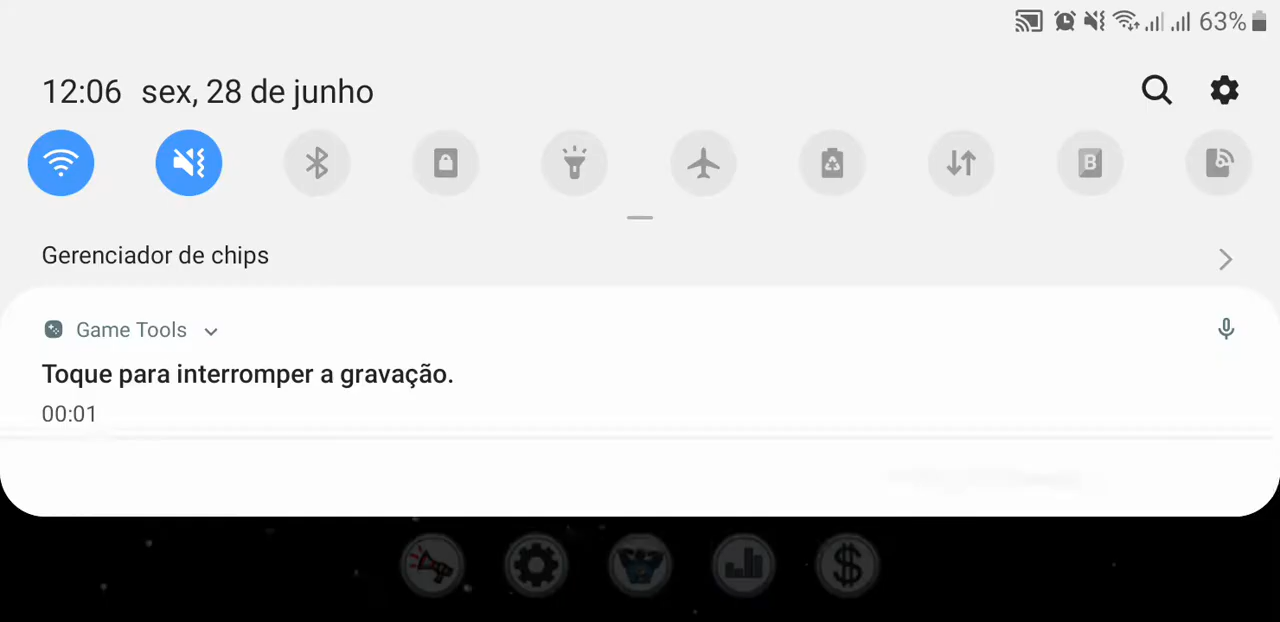 63%
12:06 sex, 28 de junho
B
Gerenciador de chips
Game Tools
Toque para interromper a gravação.
00:01
$